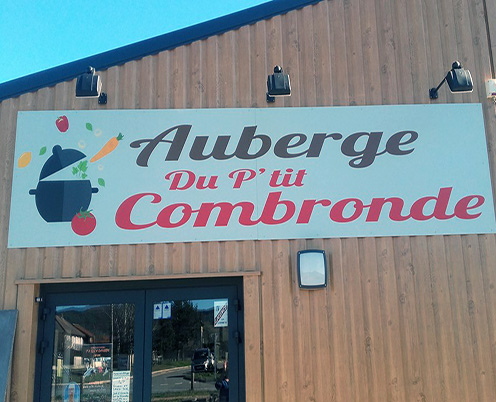 Auberge
Du P'tit
Combronde